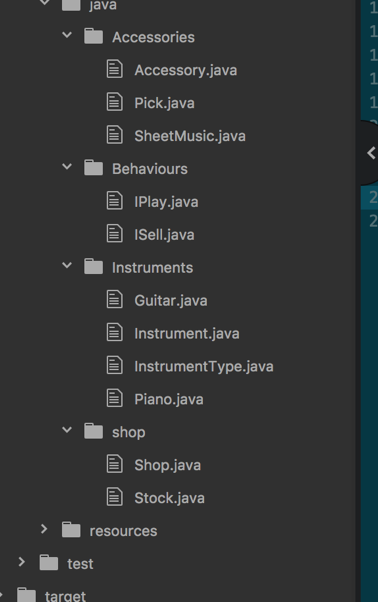 java
Accessories
Accessory.java
Pick.java
SheetMusic.java
Behaviours
IPlay.java
ISell.java
Instruments
Guitar.java
Instrument.java
InstrumentType.java
Piano.java
shop
Shop.java
Stock.java
resources
test
target